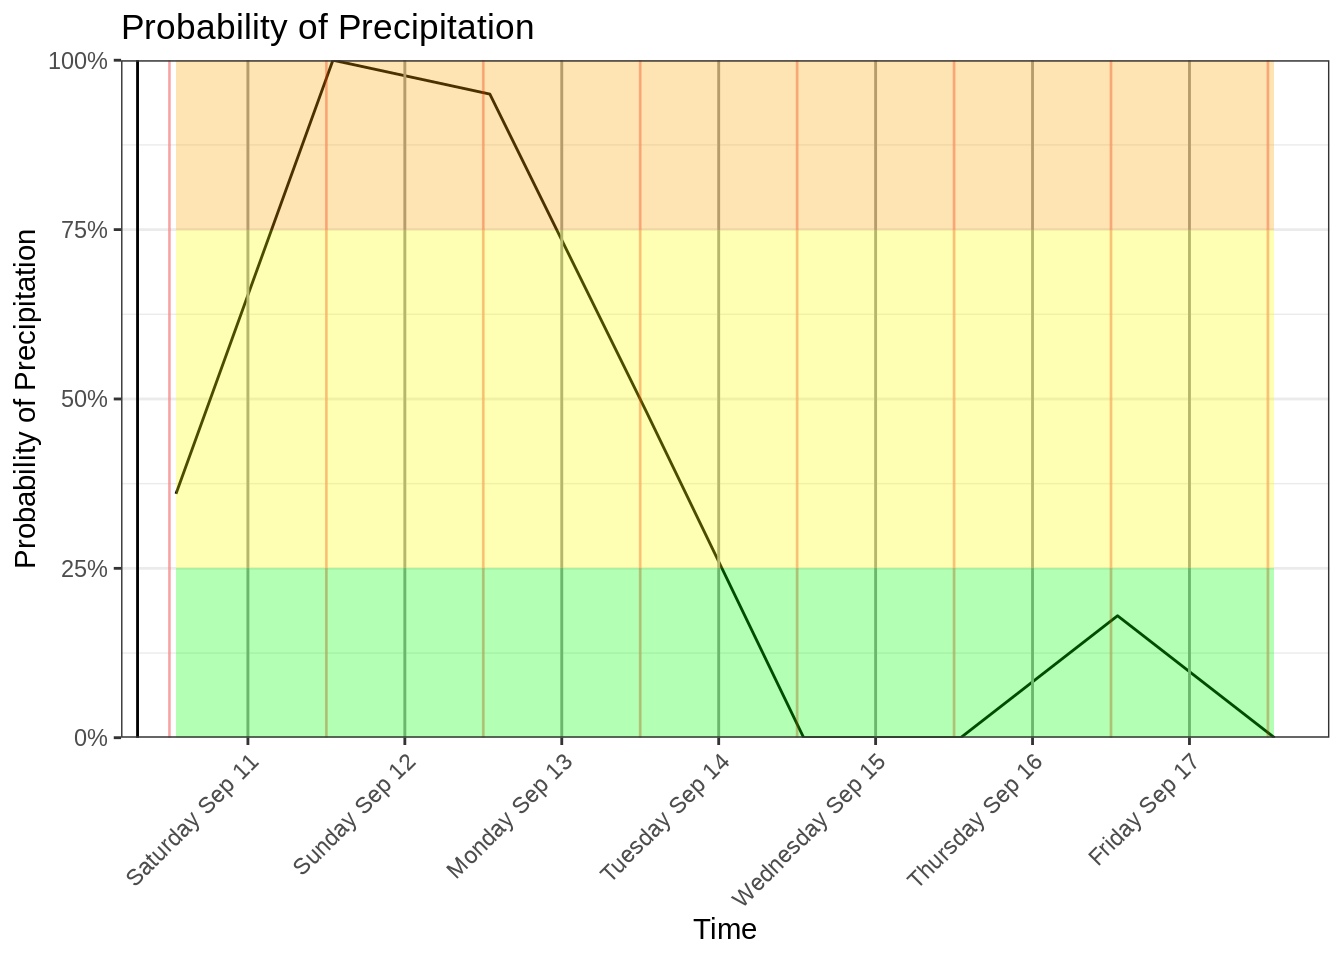 Probability of Precipitation
Probability of Precipitation
100%
75%
50%
25%
0%
Saturday Sep 11
Sunday Sep 12
Monday Sep 13
Tuesday Sep 14
Wednesday Sep 15
Thursday Sep 16
Friday Sep 17
Time